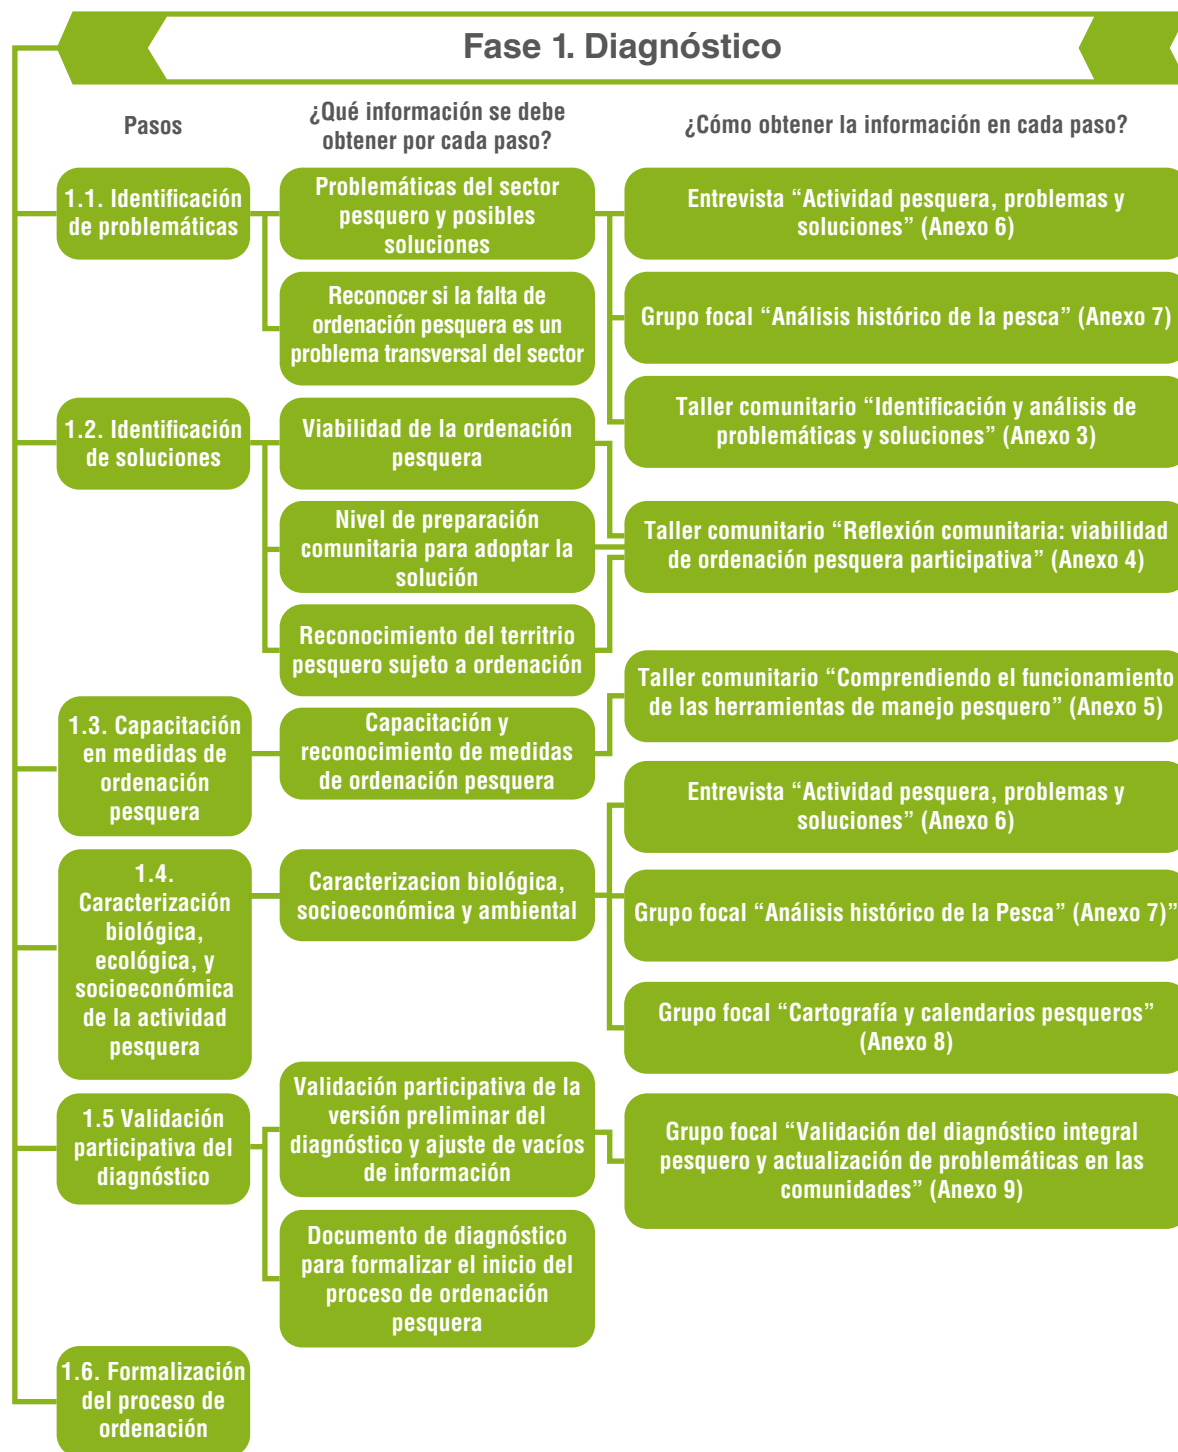 Fase 1. Diagnóstico
Pasos
¿Qué información se debe
obtener por cada paso?
¿Cómo obtener la información en cada paso?
1.1. Identificación
de problemáticas
Problemáticas del sector
pesquero y posibles
soluciones
Reconocer si la falta de
ordenación pesquera es un
problema transversal del sector
Entrevista “Actividad pesquera, problemas y
soluciones” (Anexo 6)
Grupo focal “Análisis histórico de la pesca” (Anexo 7)
Taller comunitario “Identificación y análisis de
problemáticas y soluciones” (Anexo 3)
1.2. Identificación
de soluciones
Viabilidad de la ordenación
pesquera
Nivel de preparación
comunitaria para adoptar la
solución
Reconocimiento del territrio
pesquero sujeto a ordenación
Taller comunitario “Reflexión comunitaria: viabilidad
de ordenación pesquera participativa” (Anexo 4)
1.3. Capacitación
en medidas de
ordenación
pesquera
Capacitación y
reconocimiento de medidas
de ordenación pesquera
Taller comunitario “Comprendiendo el funcionamiento
de las herramientas de manejo pesquero” (Anexo 5)
1.4.
Caracterización
biológica,
ecológica, y
socioeconómica
de la actividad
pesquera
Caracterizacion biológica,
socioeconómica y ambiental
Entrevista “Actividad pesquera, problemas y
soluciones” (Anexo 6)
Grupo focal “Análisis histórico de la Pesca” (Anexo 7)”
Grupo focal “Cartografía y calendarios pesqueros”
(Anexo 8)
1.5 Validación
participativa del
diagnóstico
Validación participativa de la
versión preliminar del
diagnóstico y ajuste de vacíos
de información
Documento de diagnóstico
para formalizar el inicio del
proceso de ordenación
pesquera
Grupo focal “Validación del diagnóstico integral
pesquero y actualización de problemáticas en las
comunidades” (Anexo 9)
1.6. Formalización
del proceso de
ordenación